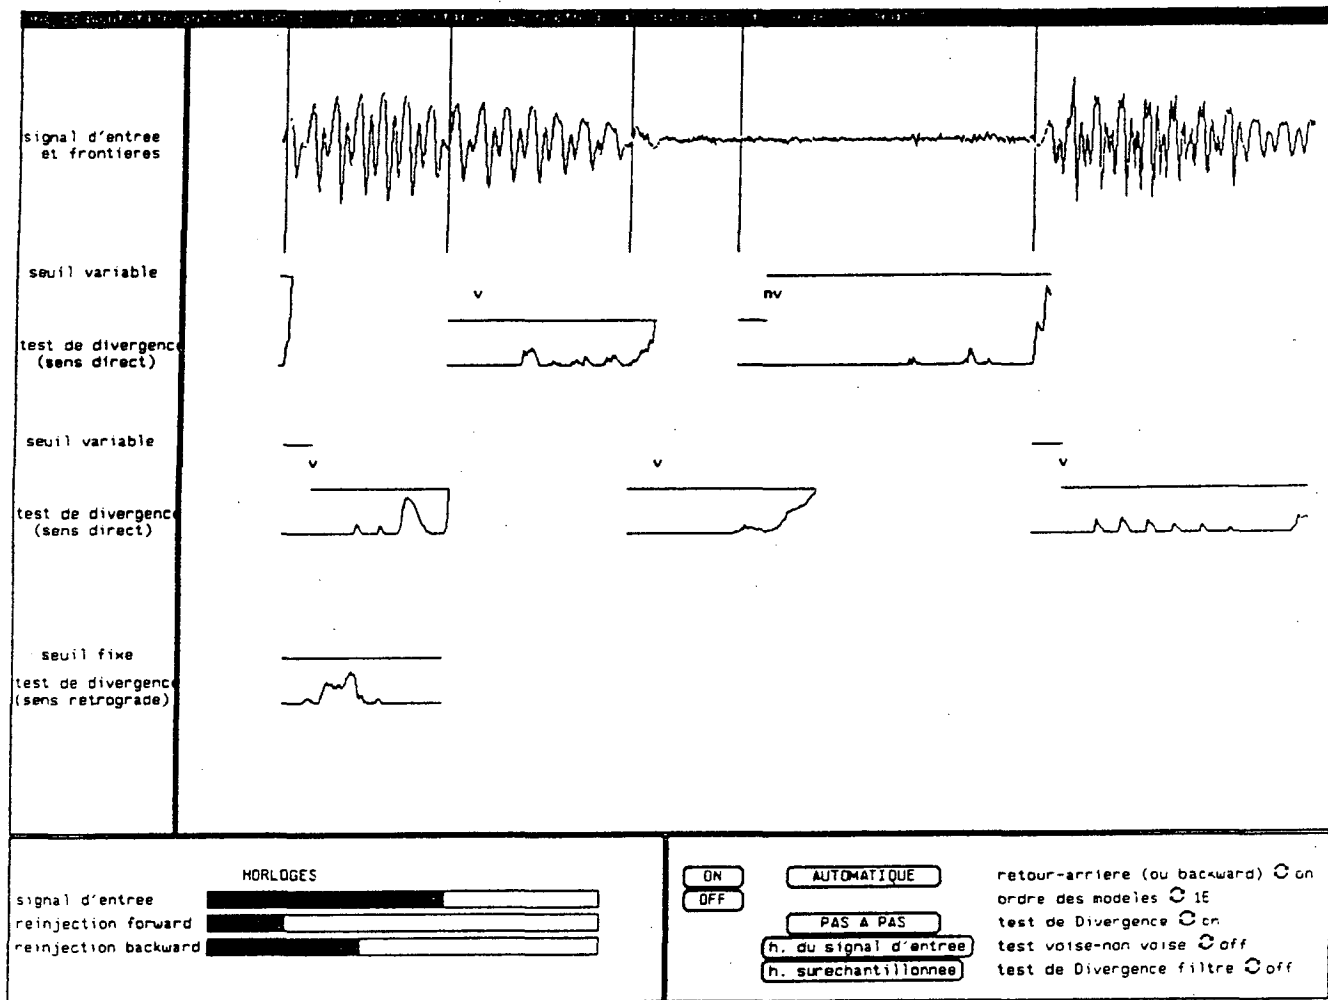 signal d'entree
et frontieres
seuil variable
v
nv
test de divergence
(sens direct)
seuil variable
v
v
v
test de divergence
(sens direct)
seuil fixe
test de divergence
(sens retrograde)
HORLOGES
signal d'entree
reinjection forward
reinjection backward
ON
OFF
AUTOMATIQUE
PAS A PAS
h. du signal d'entree
h. surechantillonnee
retour-arriere (ou backward) on
ordre des modeles
test de Divergence on
test voise-non voise off
test de Divergence filtre off